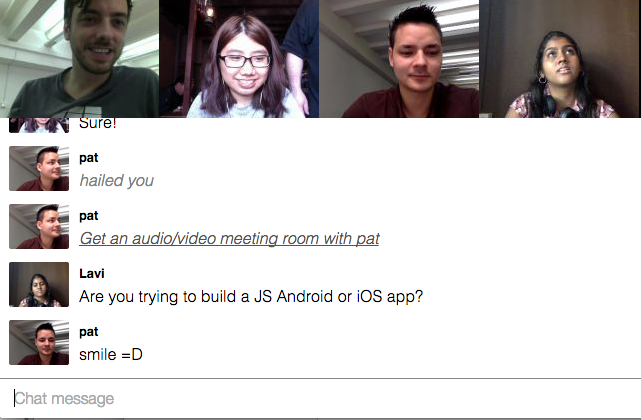 Sure!
pat
hailed you
pat
Get an audio/video meeting room with pat
Lavi
Are you trying to build a JS Android or iOS app?
pat
smile =D
Chat message